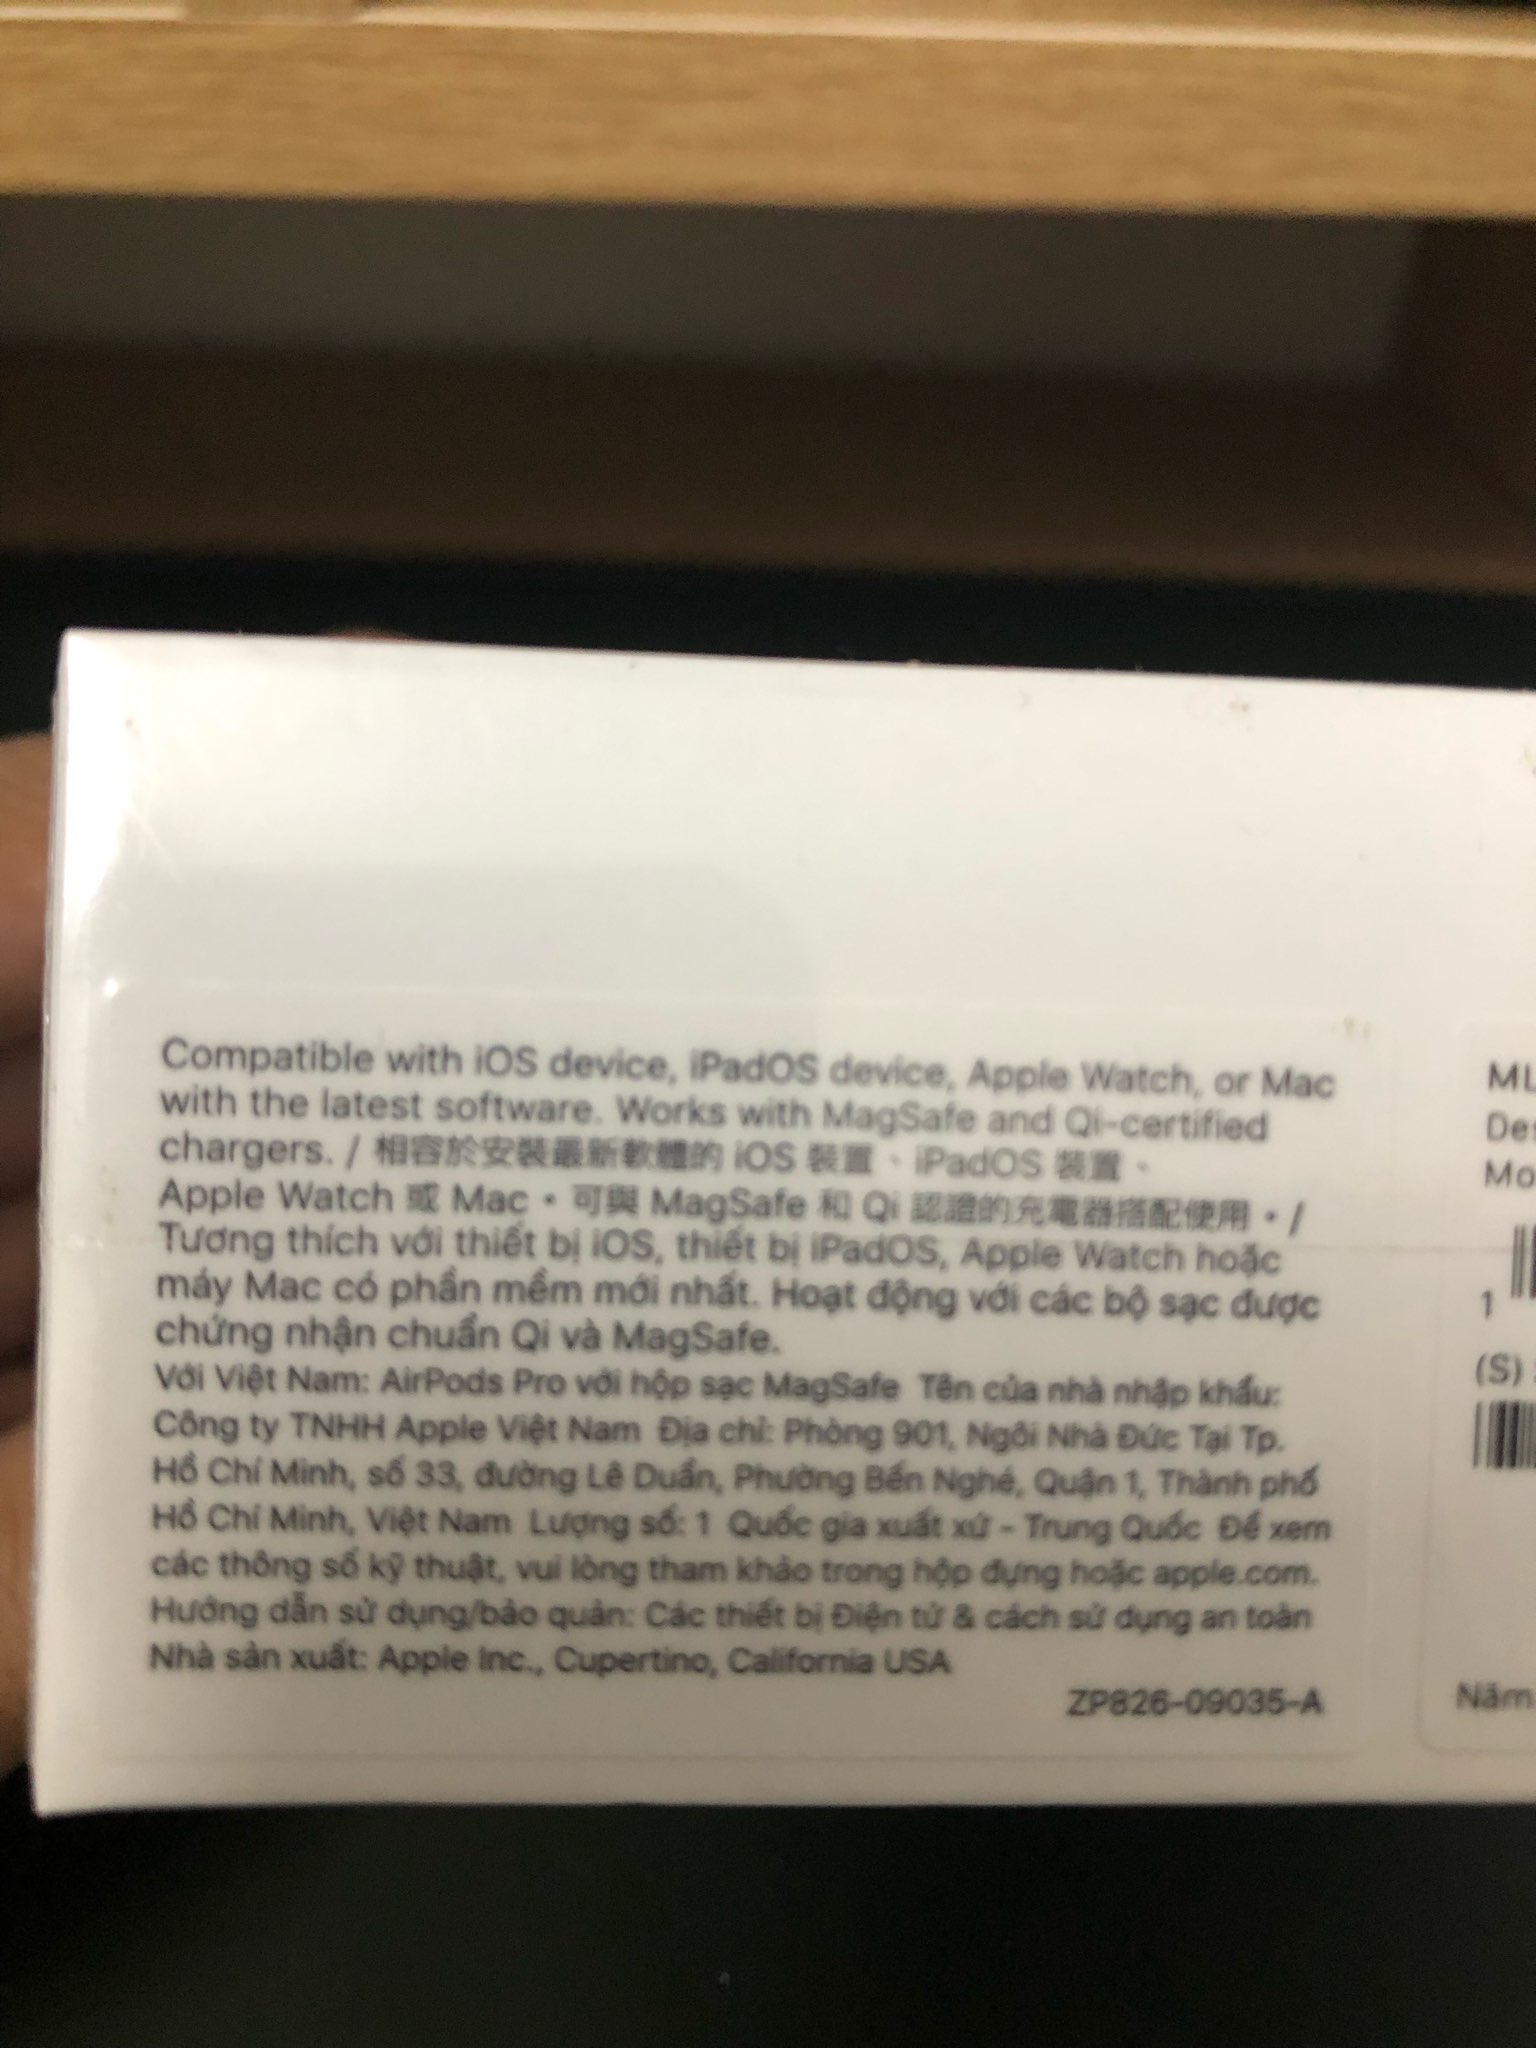 Compatible with iOS device, iPadOS device, Apple Watch, or Mac
with the latest software. Works with MagSafe and Qi-certified
chargers. / 相容於安裝最新軟體的 iOS 裝置、iPadOS 裝置、
Apple Watch 或 Mac。可與 MagSafe 和 Qi 認證的充電器搭配使用。/
Tương thích với thiết bị iOS, thiết bị iPadOS, Apple Watch hoặc
máy Mac có phần mềm mới nhất. Hoạt động với các bộ sạc được
chứng nhận chuẩn Qi và MagSafe.
Với Việt Nam: AirPods Pro với hộp sạc MagSafe Tên của nhà nhập khẩu:
Công ty TNHH Apple Việt Nam Địa chỉ: Phòng 901, Ngôi Nhà Đức Tại Tp.
Hồ Chí Minh, số 33, đường Lê Duẩn, Phường Bến Nghé, Quận 1, Thành phố
Hồ Chí Minh, Việt Nam Lượng số: 1 Quốc gia xuất xứ - Trung Quốc Để xem
các thông số kỹ thuật, vui lòng tham khảo trong hộp đựng hoặc apple.com.
Hướng dẫn sử dụng/bảo quản: Các thiết bị Điện tử & cách sử dụng an toàn
Nhà sản xuất: Apple Inc., Cupertino, California USA
ZP826-09035-A
ML
Des
Mo
1
(S)
Năm